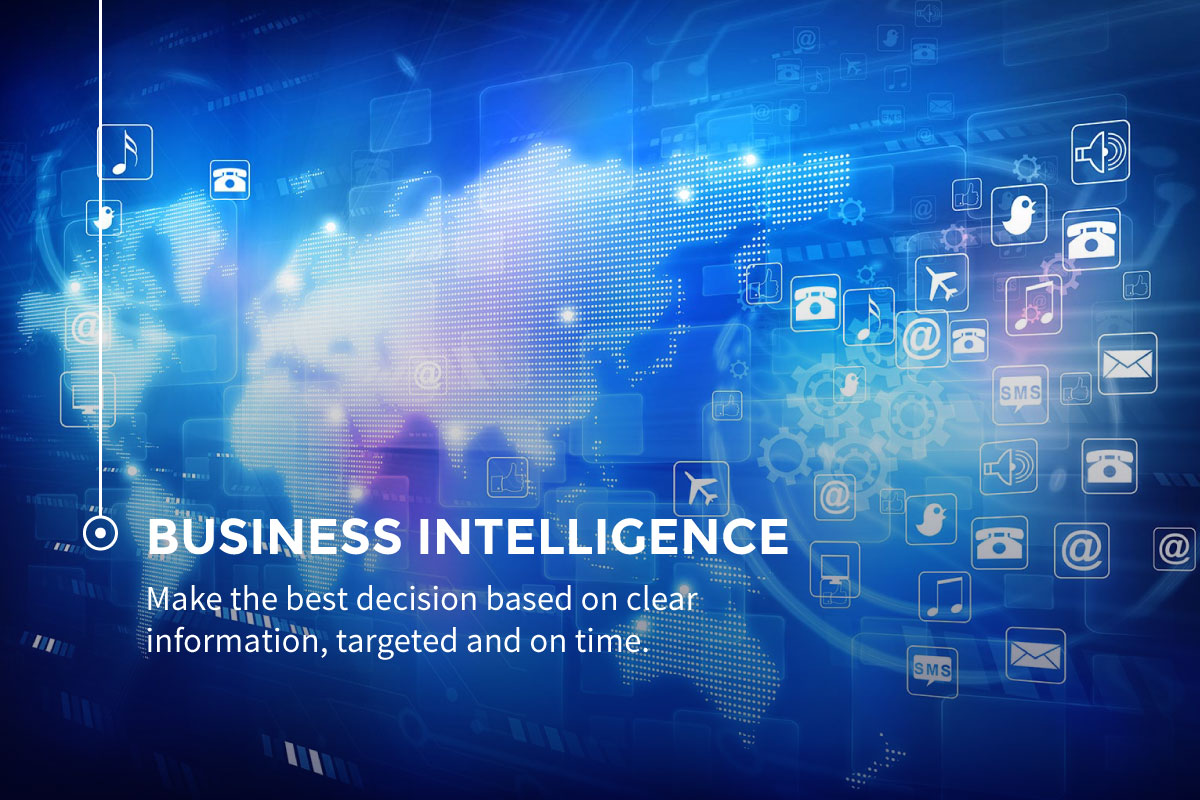 BUSINESS INTELLIGENCE
Make the best decision based on clear
information, targeted and on time.
SMS
SMS